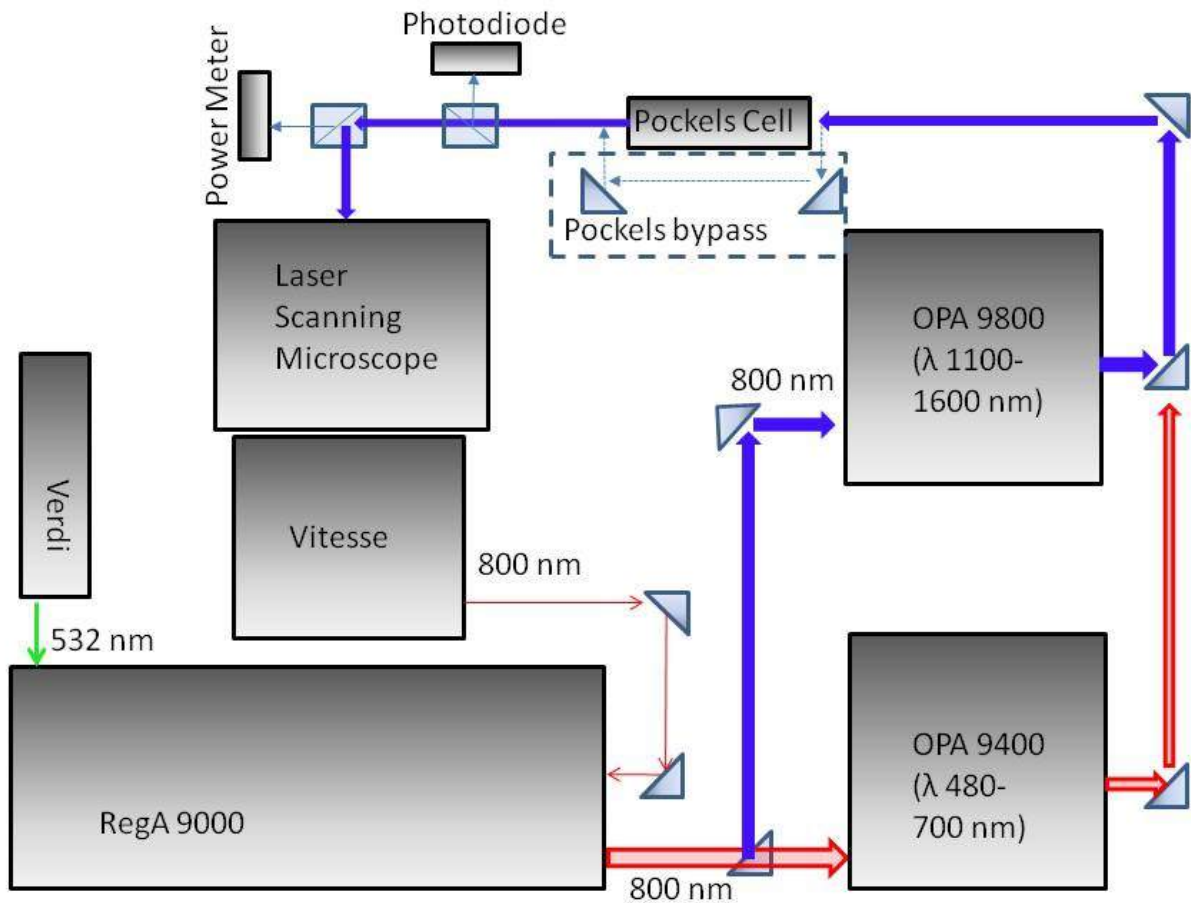 Photodiode
Power Meter
Pockels Cell
Pockels bypass
Laser
Scanning
Microscope
OPA 9800
(λ 1100-
1600 nm)
800 nm
Verdi
Vitesse
800 nm
532 nm
OPA 9400
(λ 480-
700 nm)
RegA 9000
800 nm